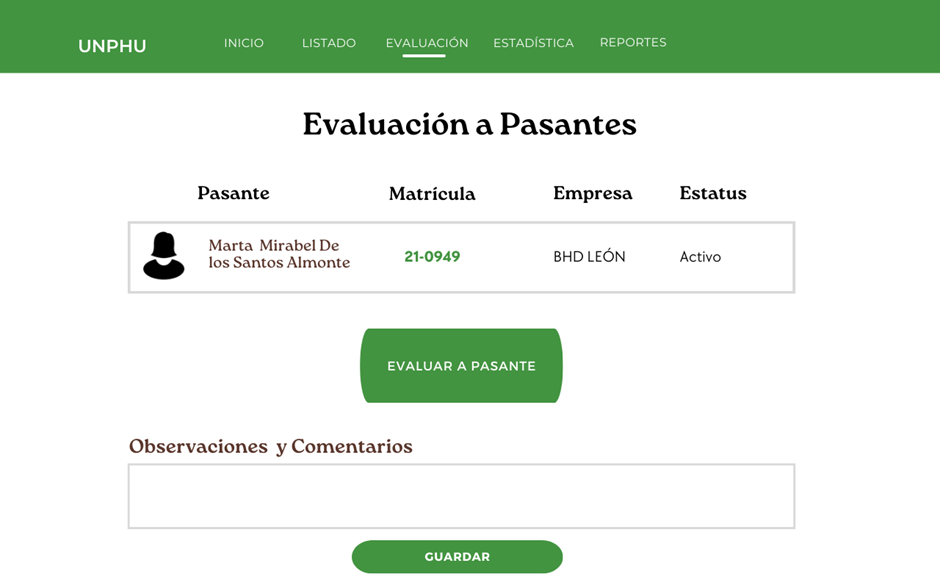 UNPHU INICIO LISTADO EVALUACIÓN ESTADÍSTICA REPORTES
Evaluación a Pasantes
Pasante Matrícula Empresa Estatus
Marta Mirabel De
los Santos Almonte 21-0949 BHD LEÓN Activo
EVALUAR A PASANTE
Observaciones y Comentarios
GUARDAR